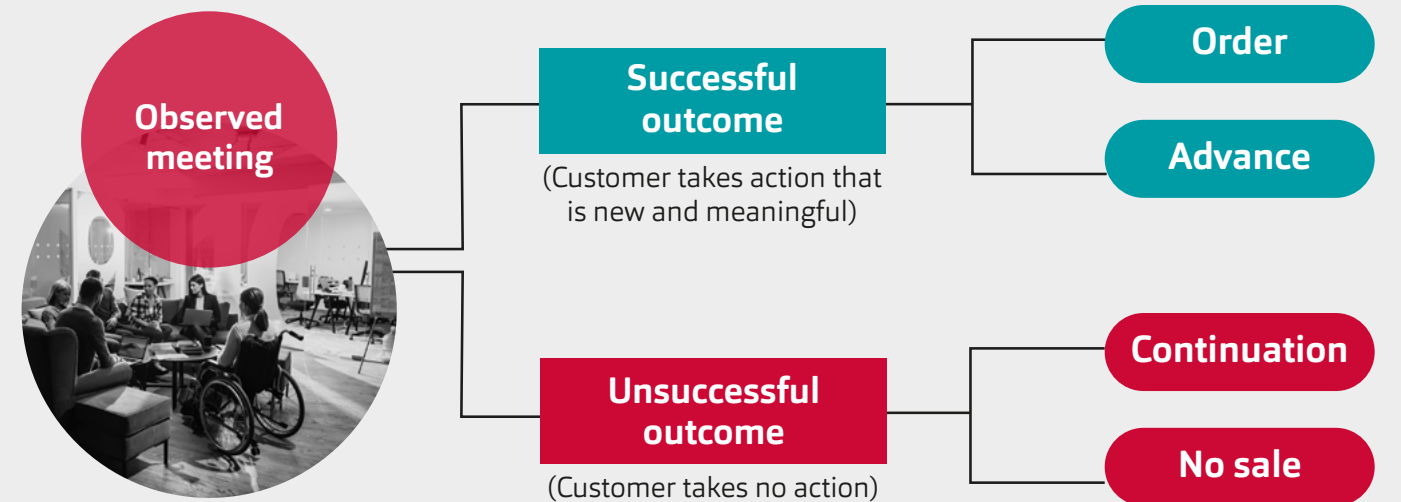 Observed
meeting
Successful
outcome
(Customer takes action that
is new and meaningful)
Order
Advance
Unsuccessful
outcome
(Customer takes no action)
Continuation
No sale